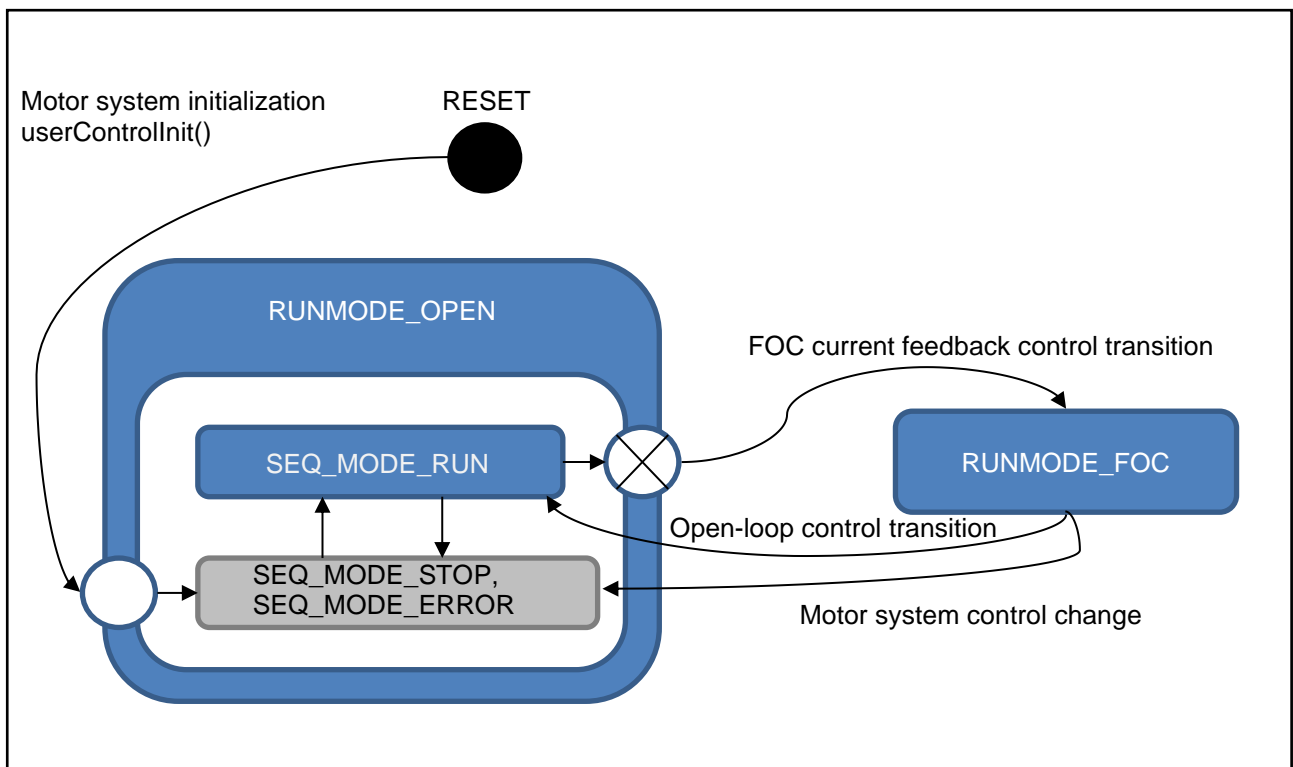 Motor system initialization
userControlInit()
RESET
RUNMODE_OPEN
FOC current feedback control transition
SEQ_MODE_RUN
RUNMODE_FOC
Open-loop control transition
SEQ_MODE_STOP,
SEQ_MODE_ERROR
Motor system control change